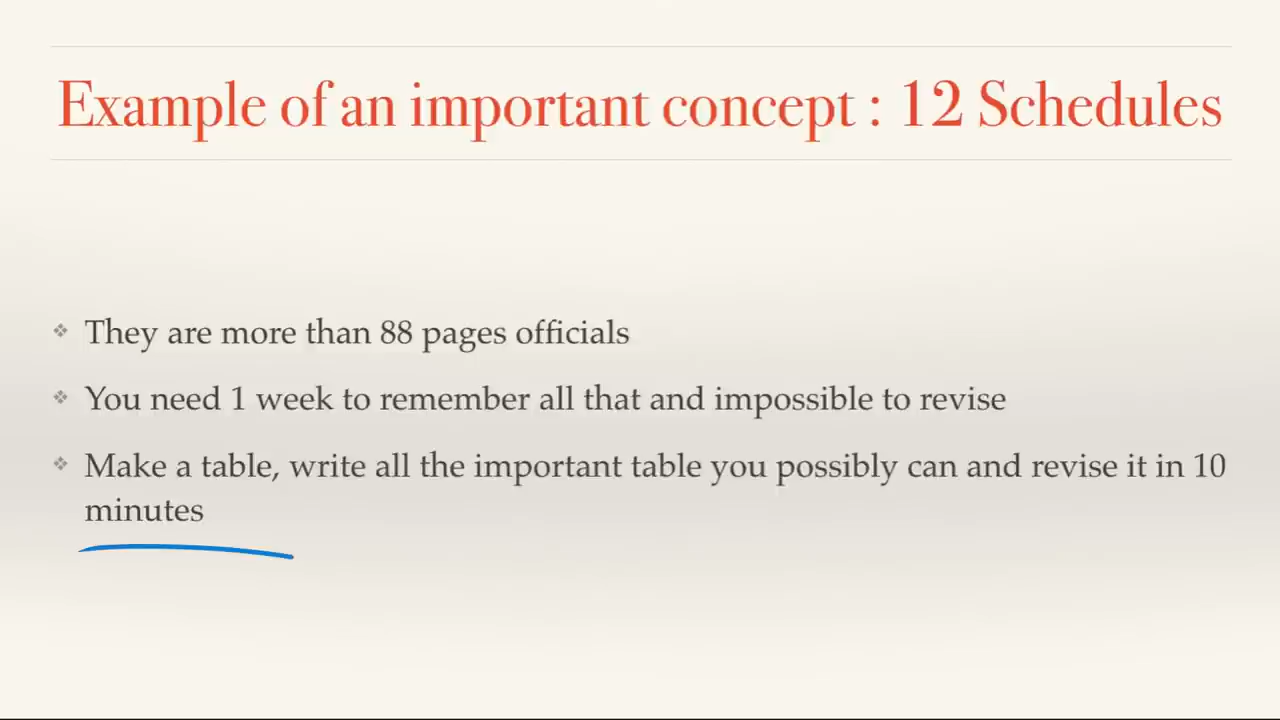 Example of an important concept : 12 Schedules
They are more than 88 pages officials
You need 1 week to remember all that and impossible to revise
Make a table, write all the important table you possibly can and revise it in 10
minutes